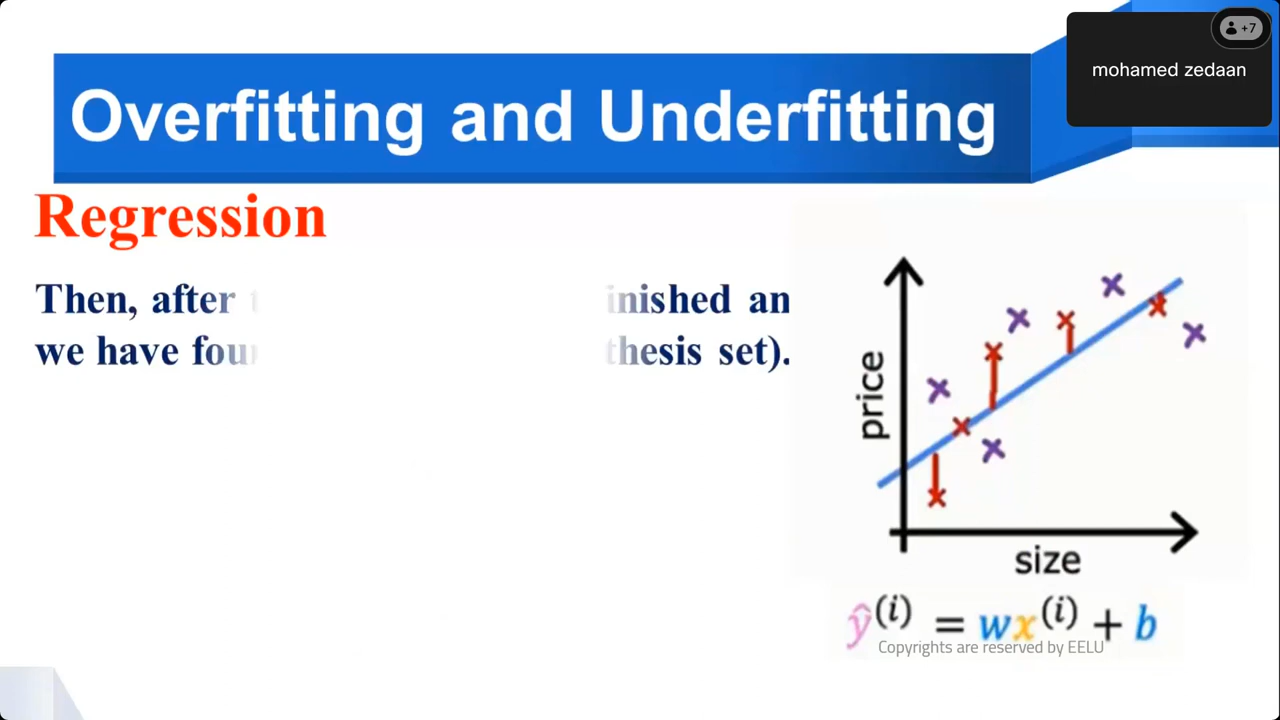 +7
mohamed zedaan
Overfitting and Underfitting
Regression
Then, after
inished an
we have
thesis set).
price
size
ŷ⁽ⁱ⁾ = wx⁽ⁱ⁾ + b
Copyrights are reserved by EELU